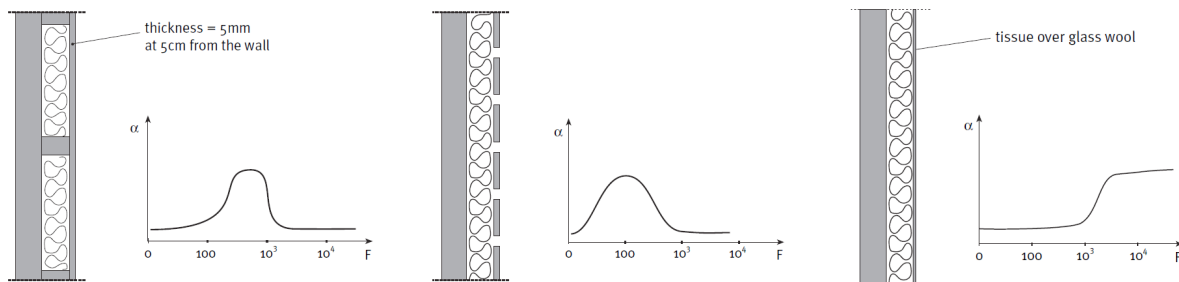 thickness = 5mm
at 5cm from the wall
α
0 100 10³ 10⁴ F
α
0 100 10³ 10⁴ F
tissue over glass wool
α
0 100 10³ 10⁴ F